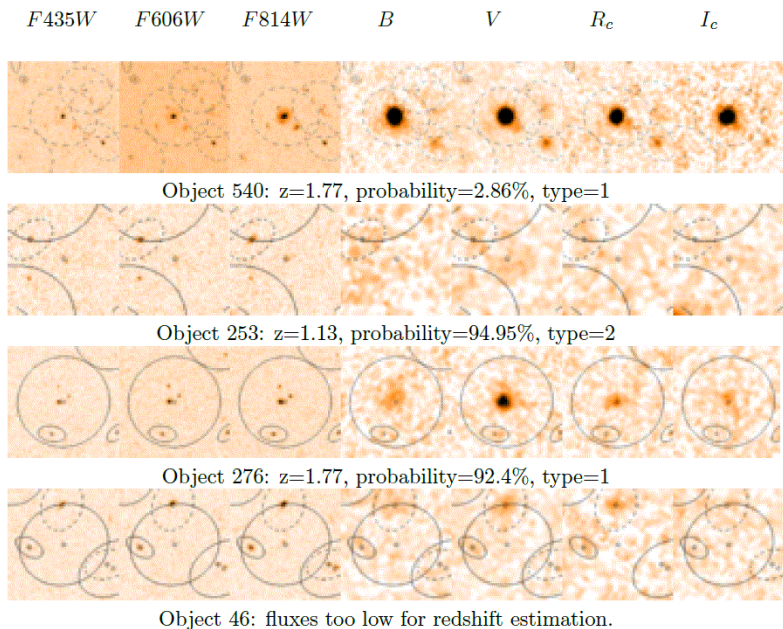 F435W F606W F814W B V R_c I_c
Object 540: z=1.77, probability=2.86%, type=1
Object 253: z=1.13, probability=94.95%, type=2
Object 276: z=1.77, probability=92.4%, type=1
Object 46: fluxes too low for redshift estimation.